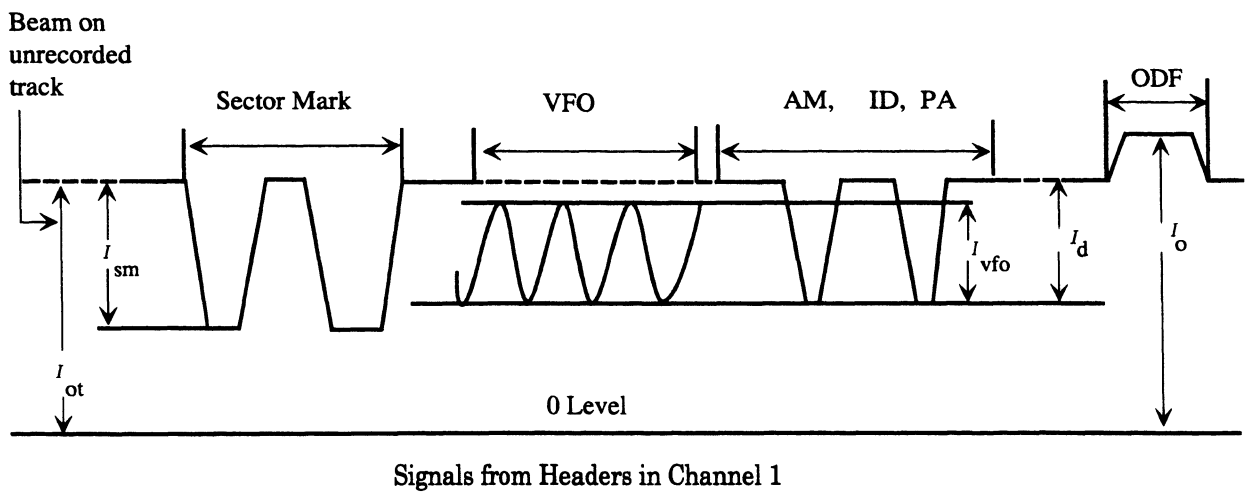 Beam on
unrecorded
track
Sector Mark
VFO
AM, ID, PA
ODF
I sm
I vfo
I d
I o
I ot
0 Level
Signals from Headers in Channel 1